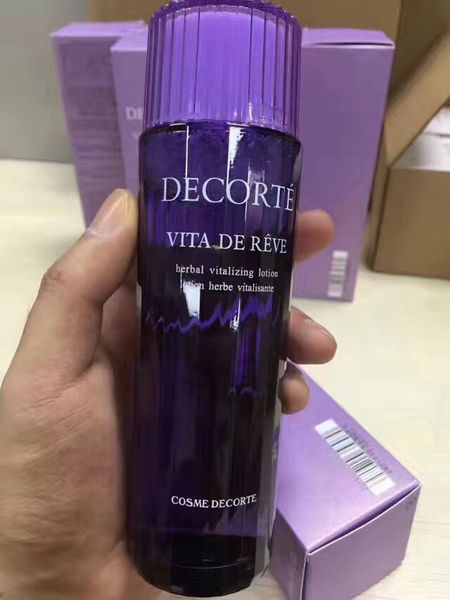 DECORTÉ
VITA DE RÊVE
herbal vitalizing lotion
lotion herbe vitalisante
COSME DECORTE